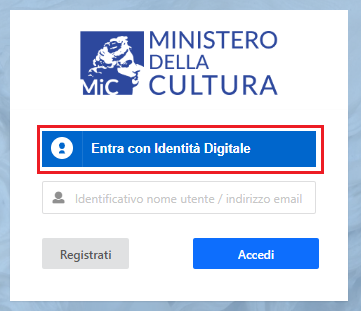 MiC
MINISTERO
DELLA
CULTURA
Entra con Identità Digitale
Identificativo nome utente / indirizzo email
Registrati
Accedi